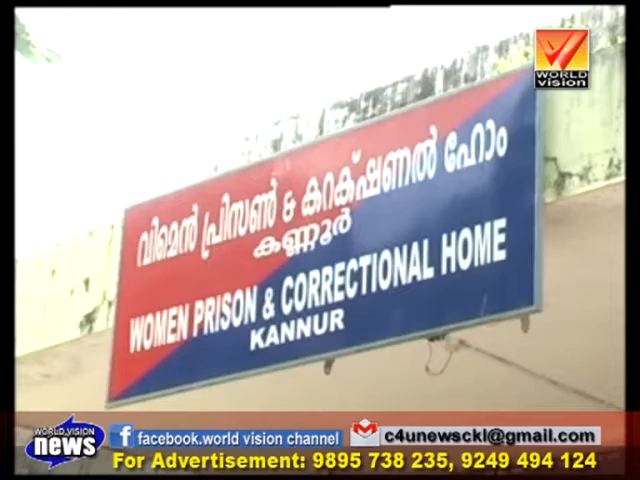 WORLD
vision
വിമെൻ പ്രിസൺ & കറക്ഷണൽ ഹോം
കണ്ണൂർ
WOMEN PRISON & CORRECTIONAL HOME
KANNUR
WORLD VISION
news
facebook.world vision channel
c4unewsckl@gmail.com
For Advertisement: 9895 738 235, 9249 494 124